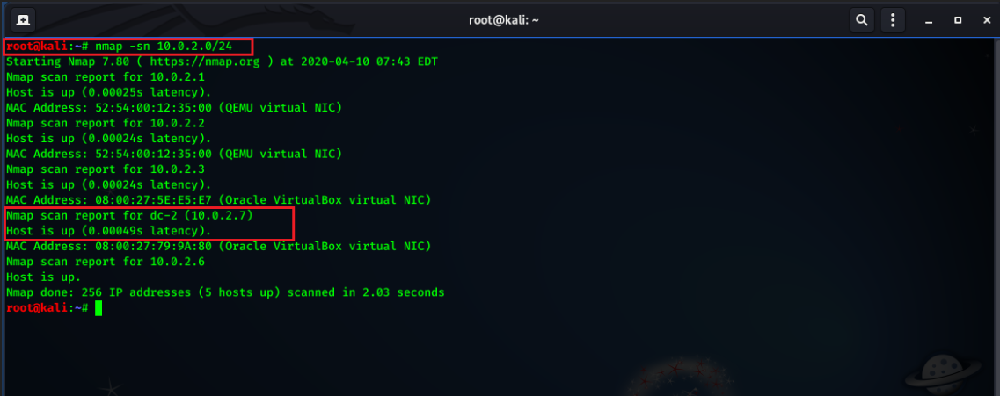 root@kali: ~
root@kali:~# nmap -sn 10.0.2.0/24
Starting Nmap 7.80 ( https://nmap.org ) at 2020-04-10 07:43 EDT
Nmap scan report for 10.0.2.1
Host is up (0.00025s latency).
MAC Address: 52:54:00:12:35:00 (QEMU virtual NIC)
Nmap scan report for 10.0.2.2
Host is up (0.00024s latency).
MAC Address: 52:54:00:12:35:00 (QEMU virtual NIC)
Nmap scan report for 10.0.2.3
Host is up (0.00024s latency).
MAC Address: 08:00:27:5E:E5:E7 (Oracle VirtualBox virtual NIC)
Nmap scan report for dc-2 (10.0.2.7)
Host is up (0.00049s latency).
MAC Address: 08:00:27:79:9A:80 (Oracle VirtualBox virtual NIC)
Nmap scan report for 10.0.2.6
Host is up.
Nmap done: 256 IP addresses (5 hosts up) scanned in 2.03 seconds
root@kali:~#